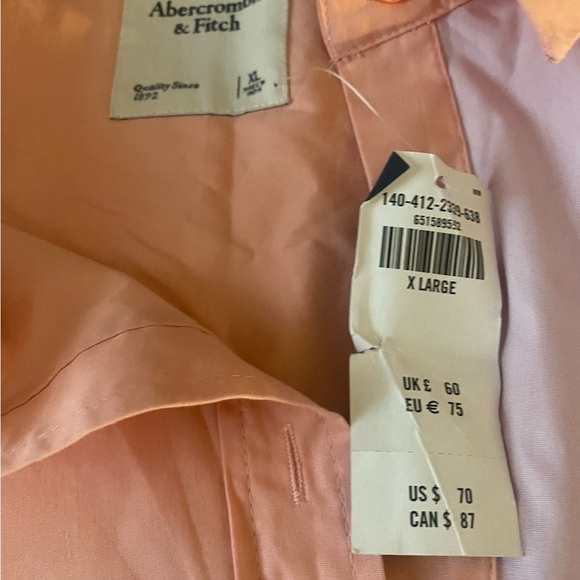 Abercrombie
& Fitch
Quality Since
1892
XL
140-412-2339-638
651589592
X LARGE
UK £ 60
EU € 75
US $ 70
CAN $ 87